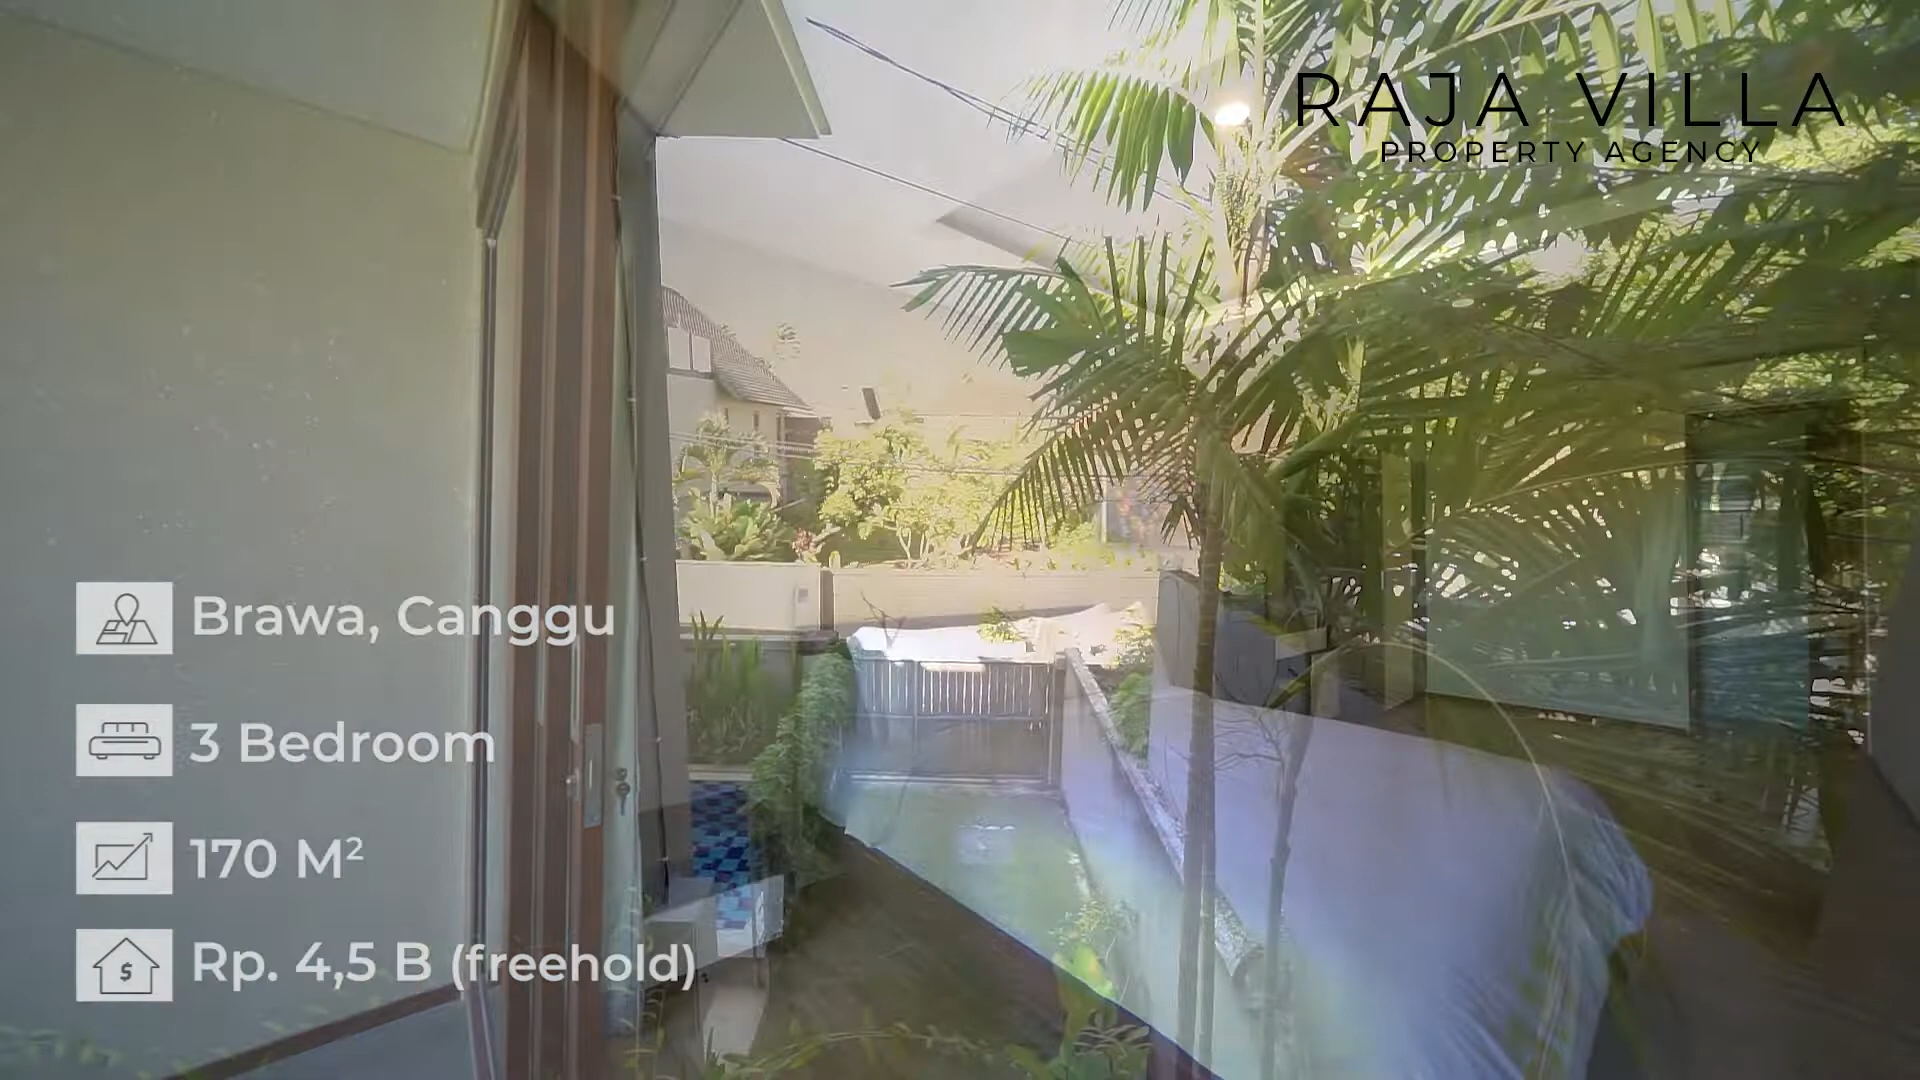 RAJA VILLA
PROPERTY AGENCY
Brawa, Canggu
3 Bedroom
170 M²
Rp. 4,5 B (freehold)